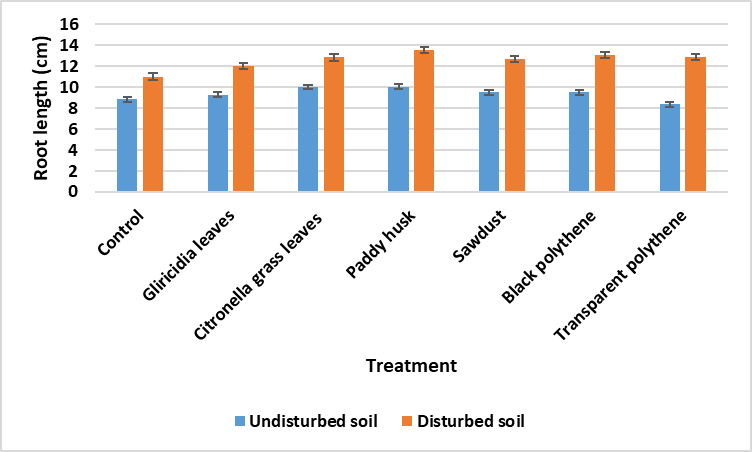 Root length (cm)
16
14
12
10
8
6
4
2
0
Control
Gliricidia leaves
Citronella grass leaves
Paddy husk
Sawdust
Black polythene
Transparent polythene
Treatment
Undisturbed soil
Disturbed soil